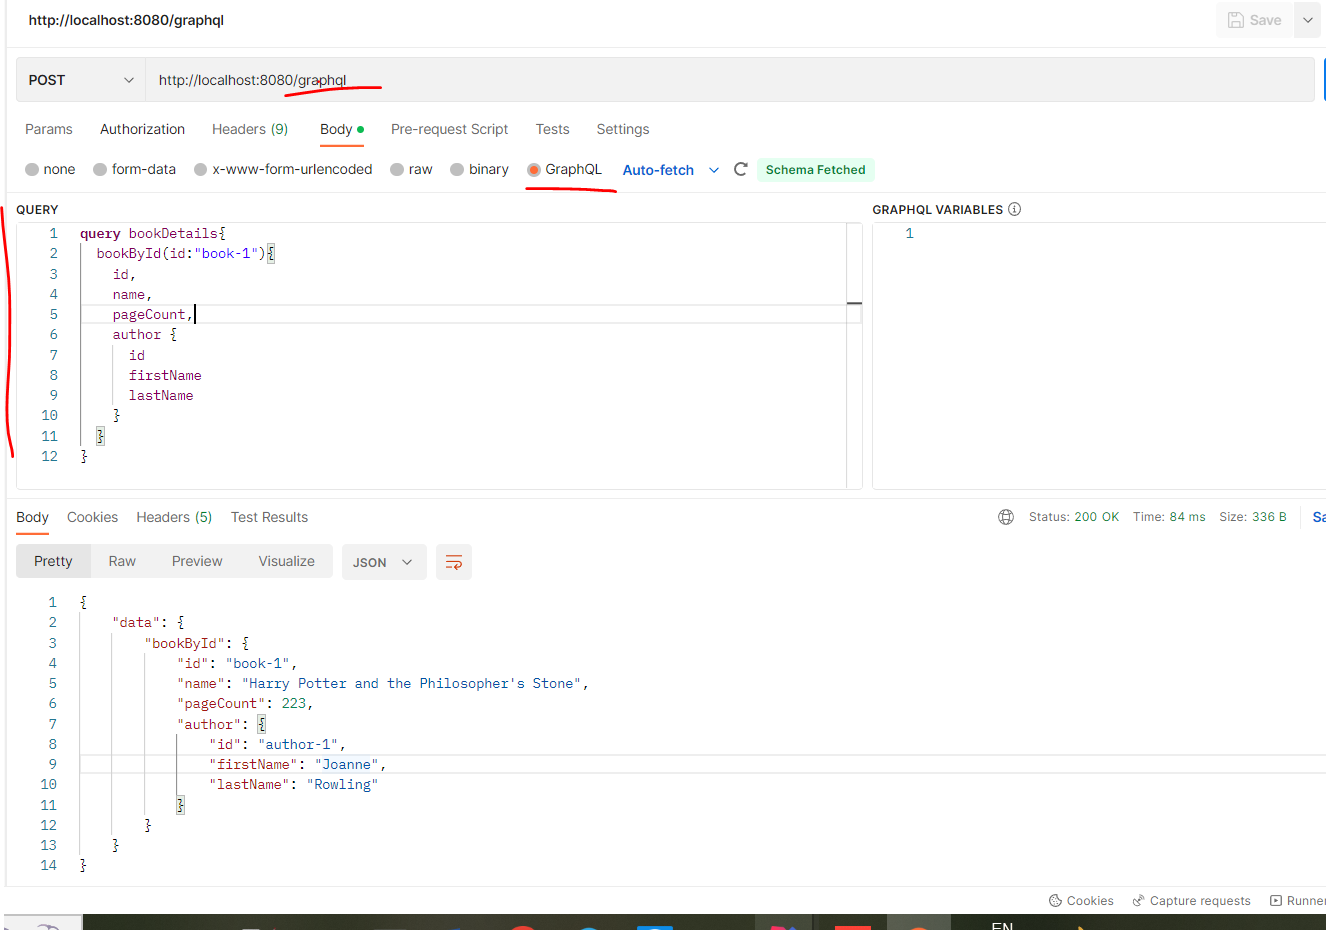 http://localhost:8080/graphql
Save
POST
http://localhost:8080/graphql
Params Authorization Headers (9) Body Pre-request Script Tests Settings
none form-data x-www-form-urlencoded raw binary GraphQL Auto-fetch Schema Fetched
QUERY
1 query bookDetails{
2 bookById(id:"book-1"){
3 id,
4 name,
5 pageCount,
6 author {
7 id
8 firstName
9 lastName
10 }
11 }
12 }
GRAPHQL VARIABLES
1
Body Cookies Headers (5) Test Results
Status: 200 OK Time: 84 ms Size: 336 B
Pretty Raw Preview Visualize JSON
1 {
2 "data": {
3 "bookById": {
4 "id": "book-1",
5 "name": "Harry Potter and the Philosopher's Stone",
6 "pageCount": 223,
7 "author": {
8 "id": "author-1",
9 "firstName": "Joanne",
10 "lastName": "Rowling"
11 }
12 }
13 }
14 }
Cookies Capture requests Runner
EN